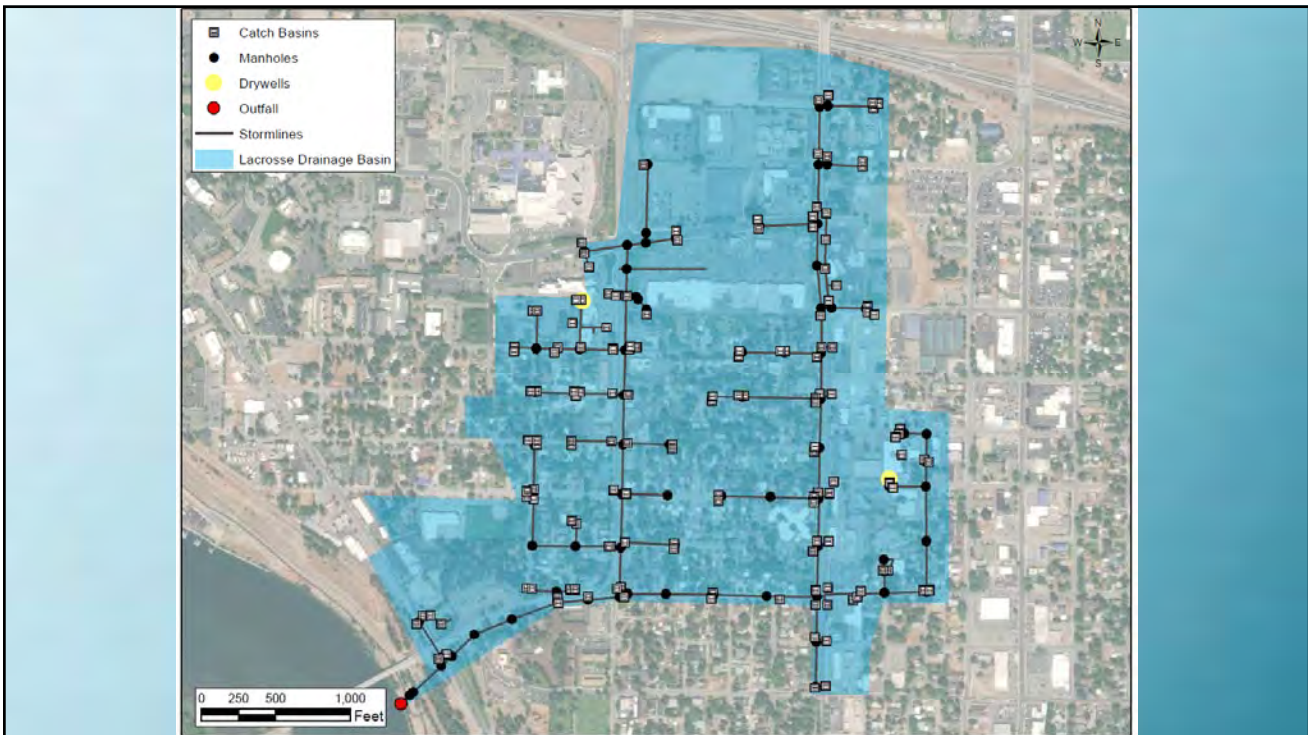 Catch Basins
Manholes
Drywells
Outfall
Stormlines
Lacrosse Drainage Basin
N
W E
S
0 250 500 1,000
Feet